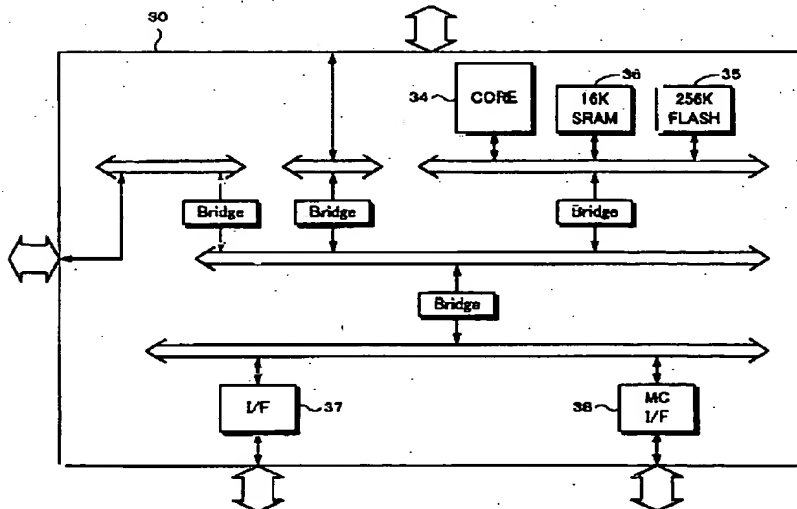 30
34
CORE
36
16K
SRAM
35
256K
FLASH
Bridge
Bridge
Bridge
Bridge
I/F
37
38
MC
I/F